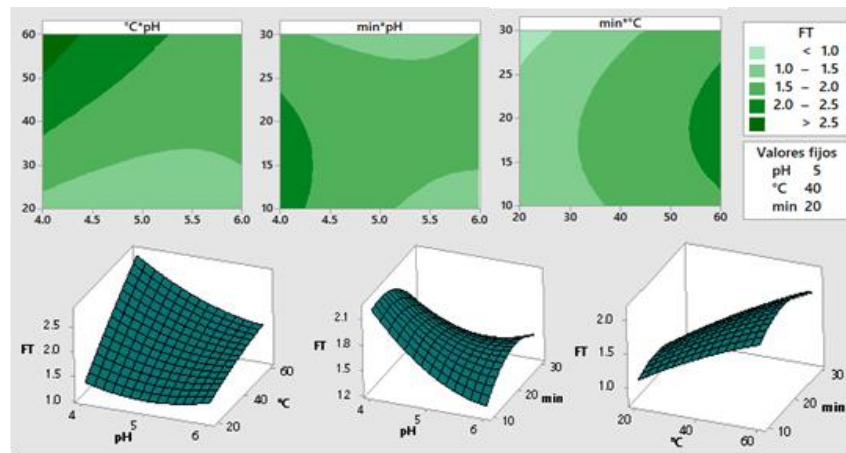 °C*pH
60
50
40
30
20
4.0 4.5 5.0 5.5 6.0
min*pH
30
25
20
15
10
4.0 4.5 5.0 5.5 6.0
min*°C
30
25
20
15
10
20 30 40 50 60
FT
< 1.0
1.0 – 1.5
1.5 – 2.0
2.0 – 2.5
> 2.5
Valores fijos
pH 5
°C 40
min 20
2.5
2.0
1.5
1.0
FT
4
5
6
pH
20
40
60
°C
2.1
1.8
1.5
1.2
FT
4
5
6
pH
10
20
30
min
2.0
1.5
1.0
FT
20
40
60
°C
10
20
30
min